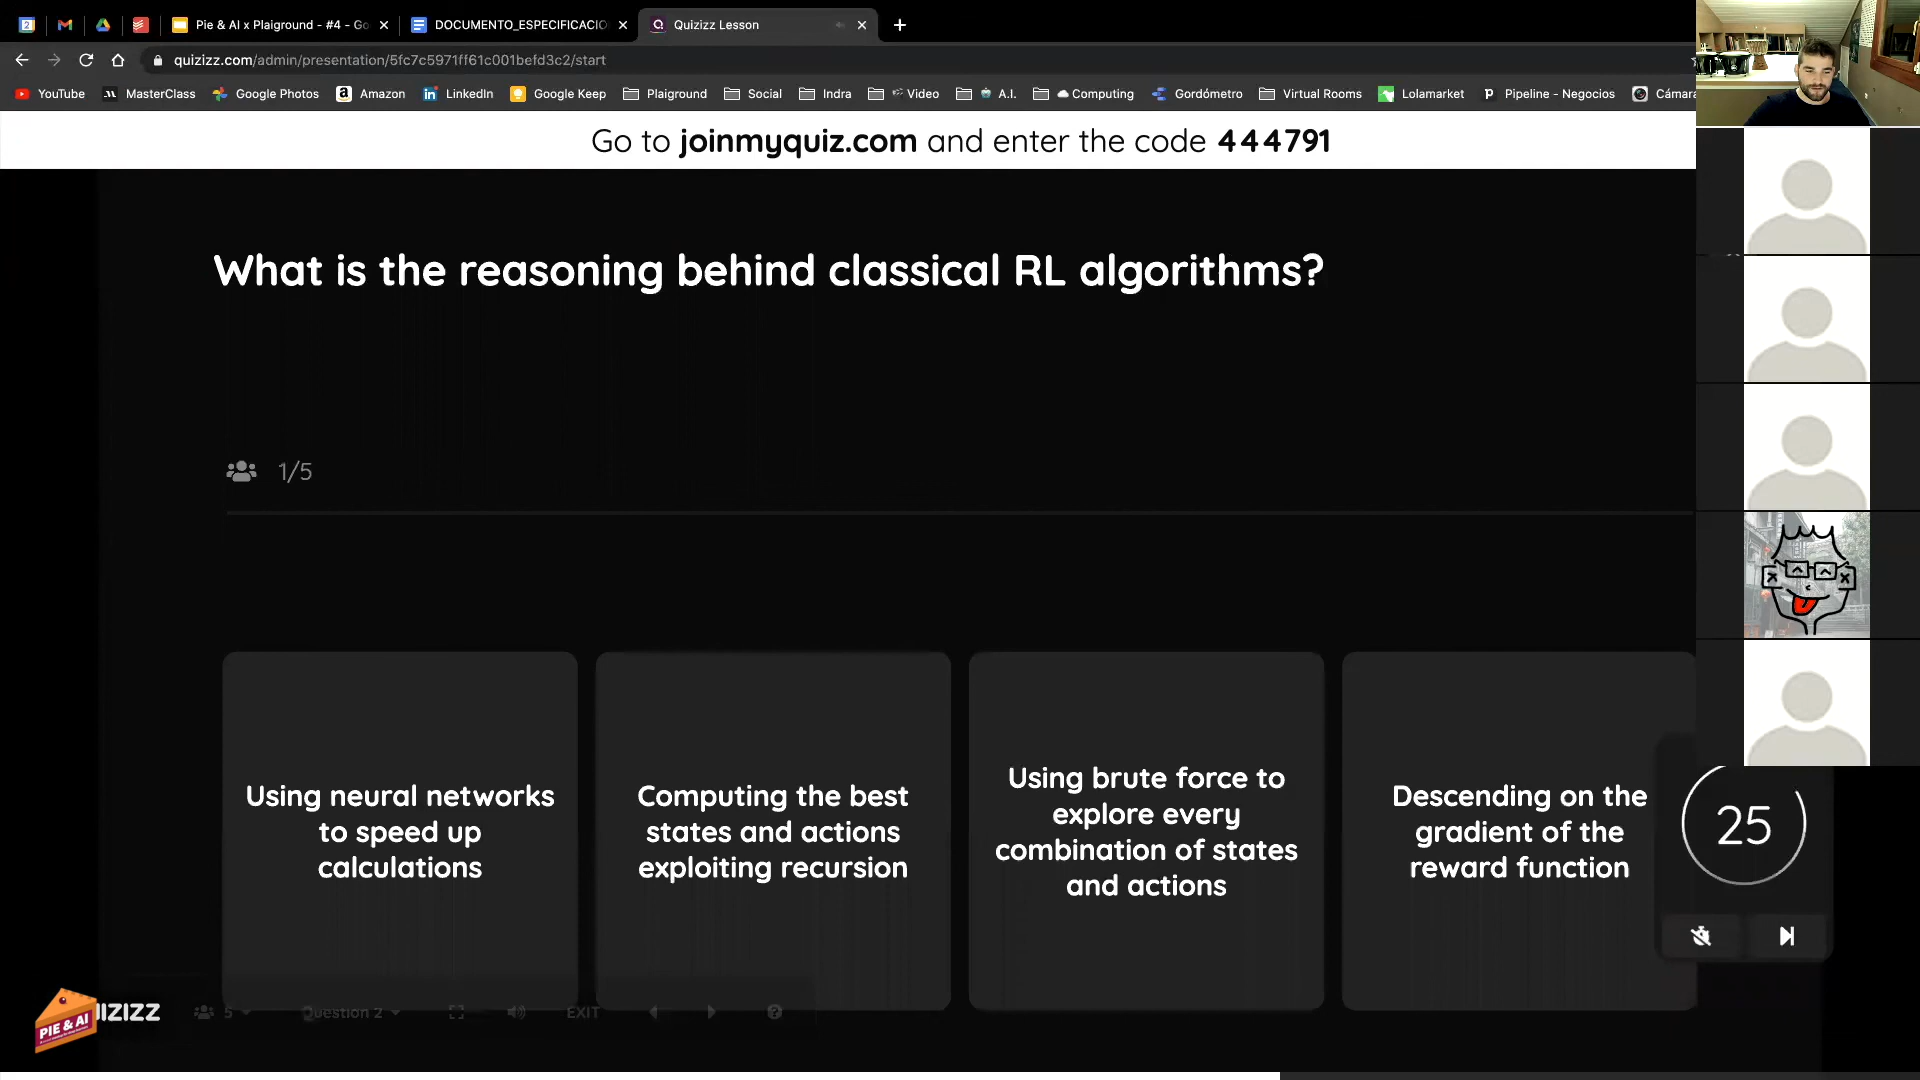 Pie & AI x Plaiground - #4 - Go
DOCUMENTO_ESPECIFICACIO
Quizizz Lesson
quizizz.com/admin/presentation/5fc7c5971ff61c001befd3c2/start
YouTube
MasterClass
Google Photos
Amazon
LinkedIn
Google Keep
Plaiground
Social
Indra
Video
A.I.
Computing
Gordómetro
Virtual Rooms
Lolamarket
Pipeline - Negocios
Cámara
Go to joinmyquiz.com and enter the code 444791
What is the reasoning behind classical RL algorithms?
1/5
Using neural networks
to speed up
calculations
Computing the best
states and actions
exploiting recursion
Using brute force to
explore every
combination of states
and actions
Descending on the
gradient of the
reward function
25
PIE & AI
UIZIZZ
5
Question 2
EXIT